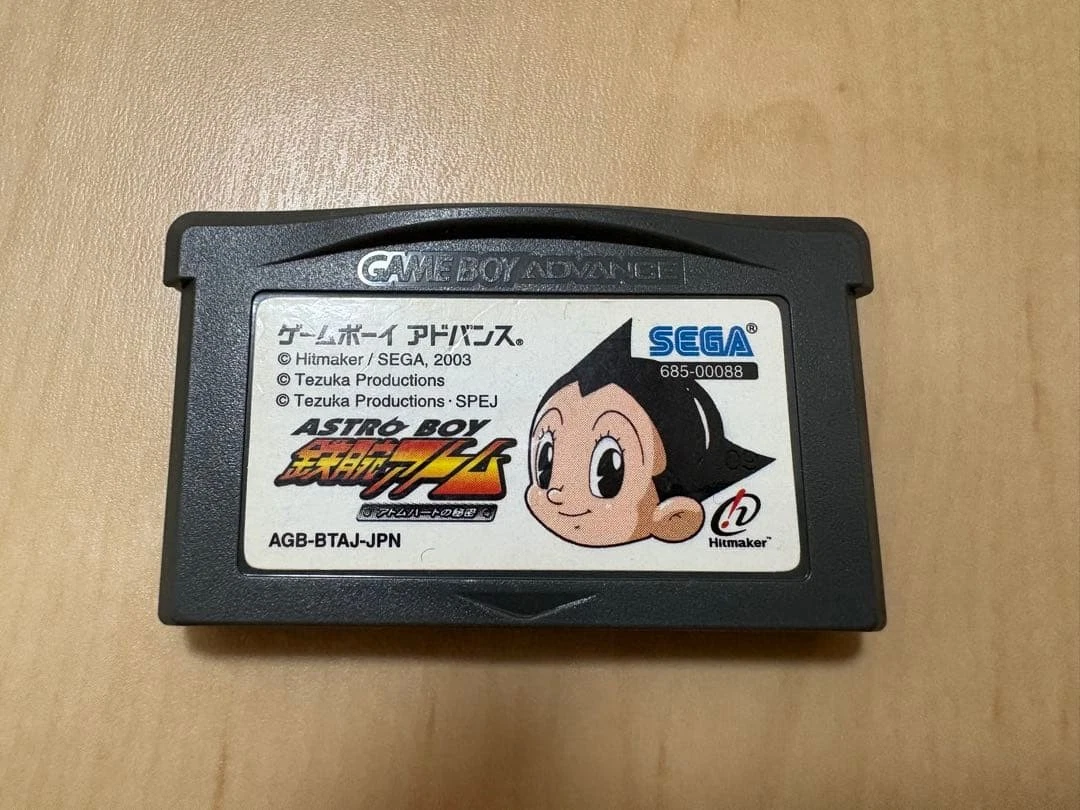 GAME BOY ADVANCE
ゲームボーイ アドバンス®
© Hitmaker / SEGA, 2003
© Tezuka Productions
© Tezuka Productions・SPEJ
SEGA®
685-00088
ASTRO BOY
鉄腕アトム
アトムハートの秘密
AGB-BTAJ-JPN
Hitmaker™